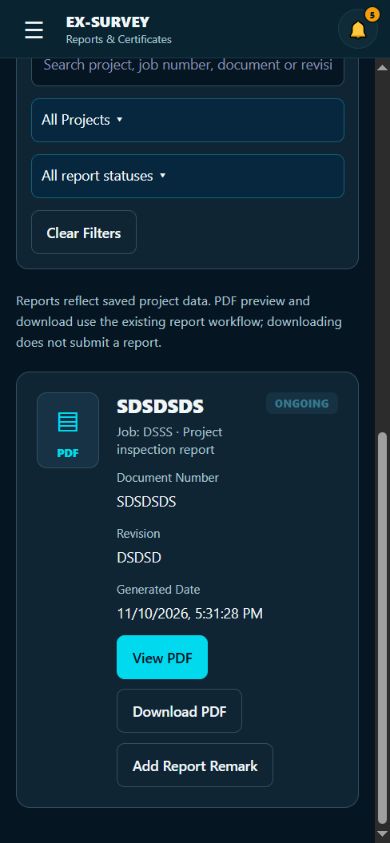 EX-SURVEY
Reports & Certificates
5
Search project, job number, document or revisi
All Projects
All report statuses
Clear Filters
Reports reflect saved project data. PDF preview and
download use the existing report workflow; downloading
does not submit a report.
PDF
SDSDSDS
ONGOING
Job: DSSS · Project
inspection report
Document Number
SDSDSDS
Revision
DSDSD
Generated Date
11/10/2026, 5:31:28 PM
View PDF
Download PDF
Add Report Remark